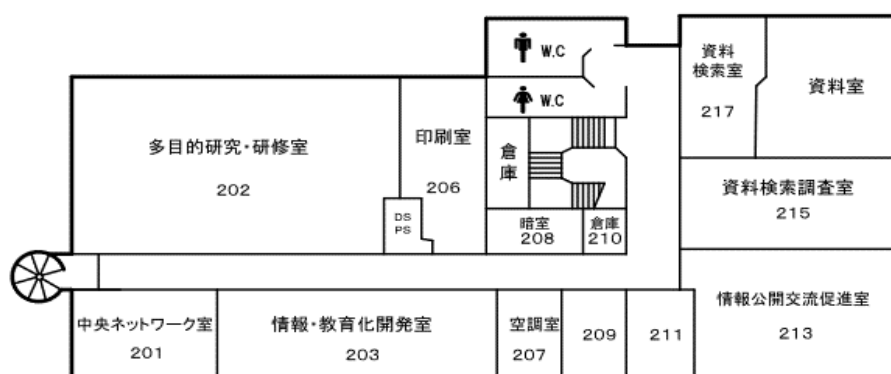 W.C
W.C
資料
検索室
217
資料室
多目的研究・研修室
202
印刷室
206
倉庫
DS
PS
暗室
208
倉庫
210
資料検索調査室
215
中央ネットワーク室
201
情報・教育化開発室
203
空調室
207
209
211
情報公開交流促進室
213